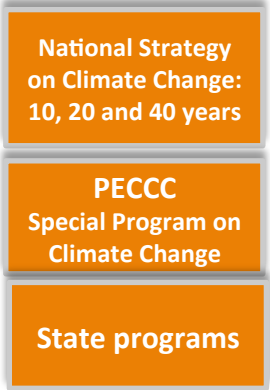 National Strategy
on Climate Change:
10, 20 and 40 years
PECCC
Special Program on
Climate Change
State programs